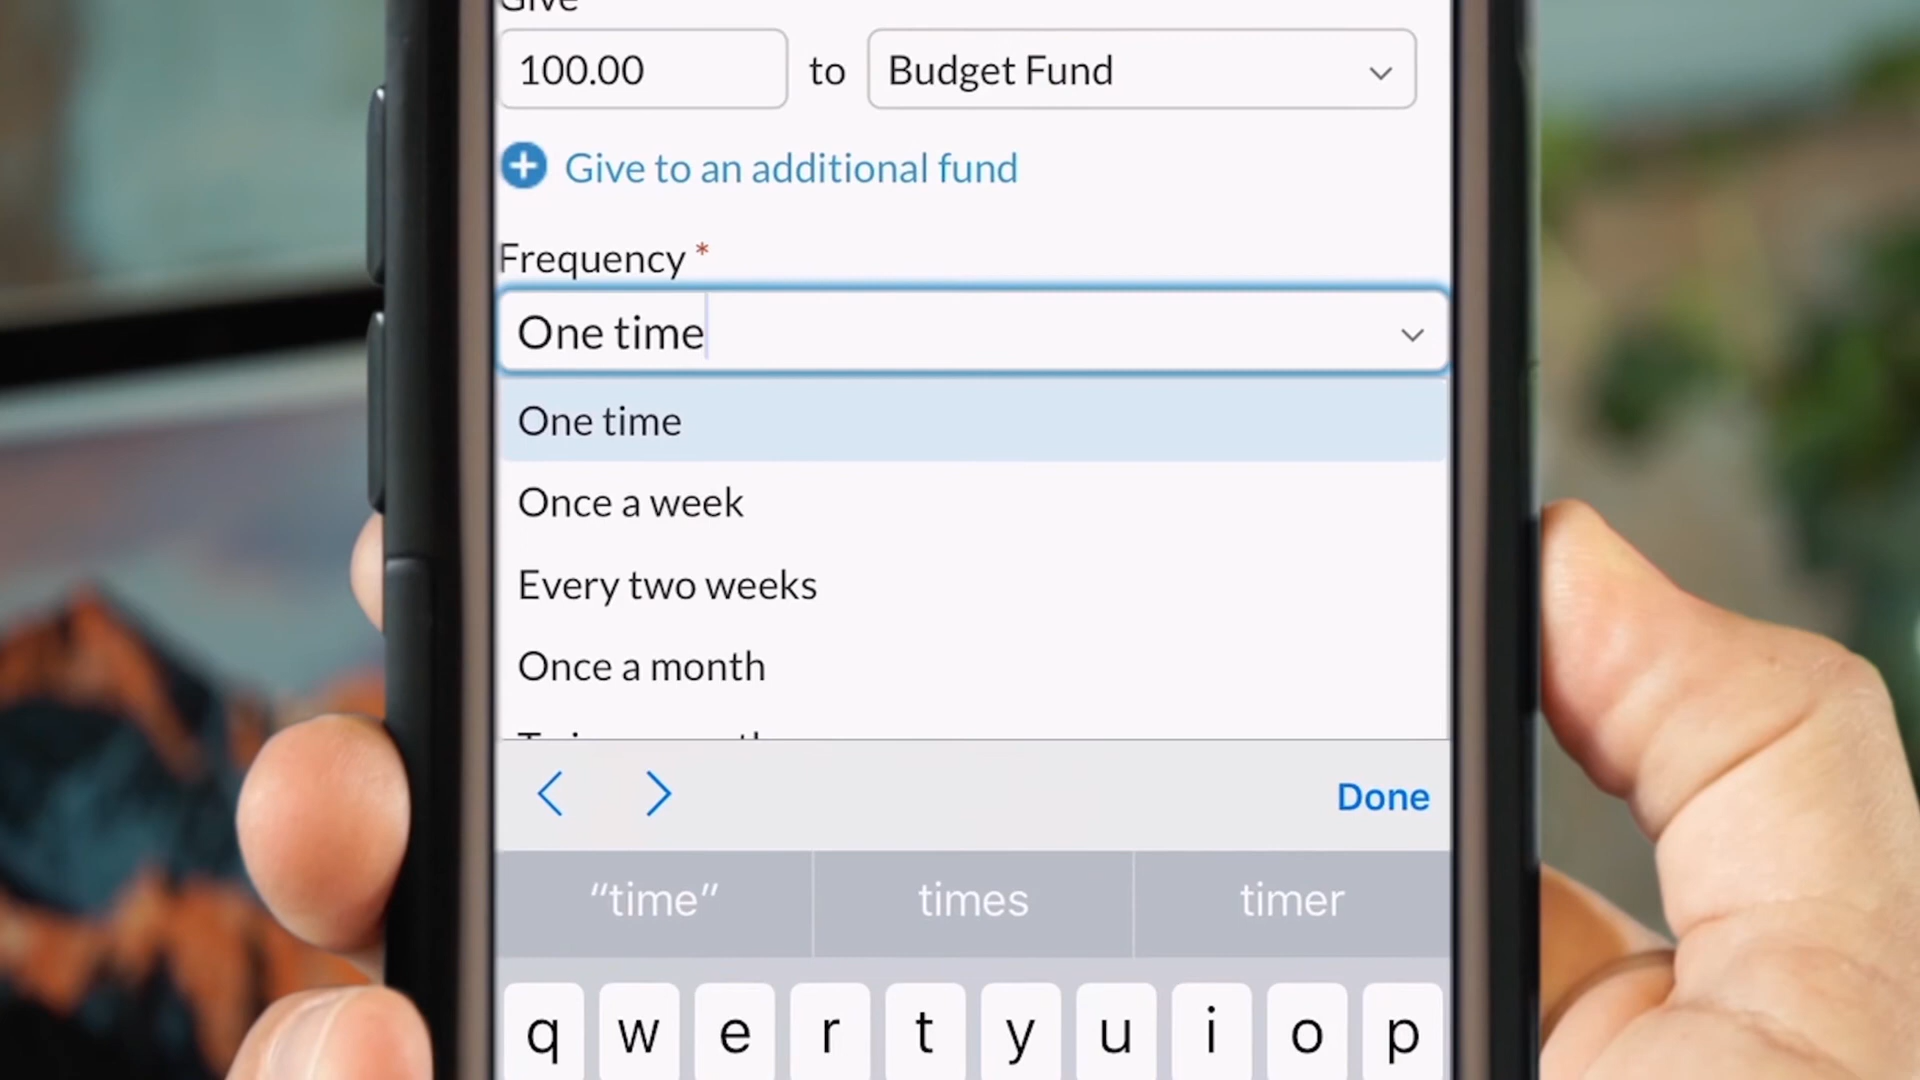 Give
100.00 to Budget Fund
Give to an additional fund
Frequency *
One time
One time
Once a week
Every two weeks
Once a month
Done
“time” times timer
q w e r t y u i o p